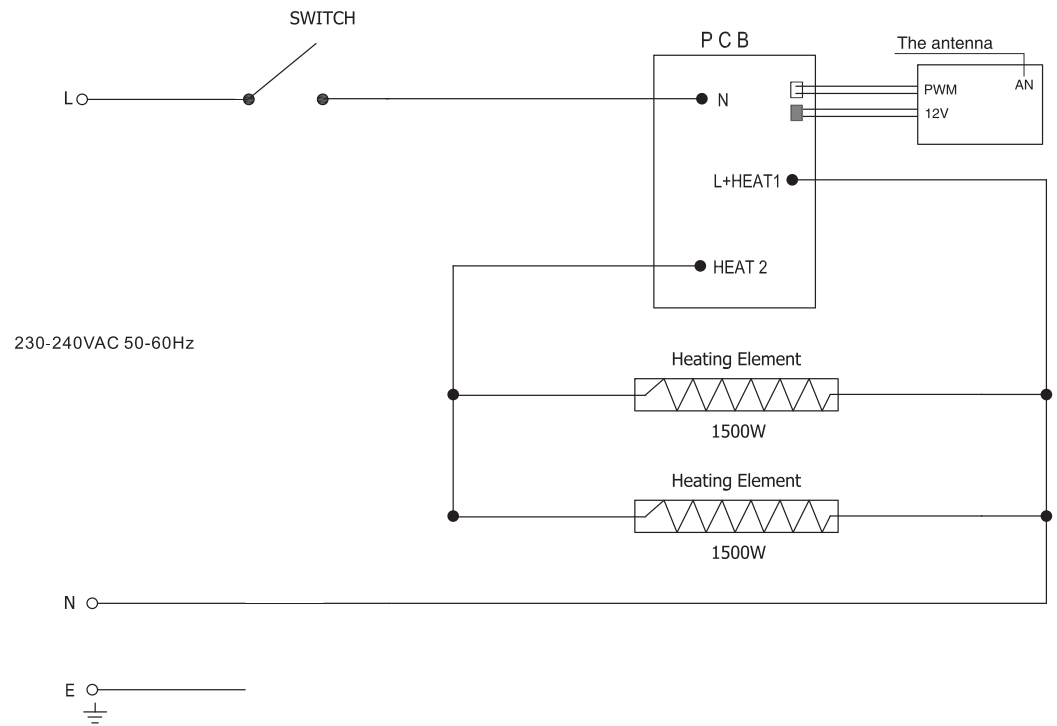 SWITCH
P C B
The antenna
L
N
PWM
AN
12V
L+HEAT1
HEAT 2
230-240VAC 50-60Hz
Heating Element
1500W
Heating Element
1500W
N
E